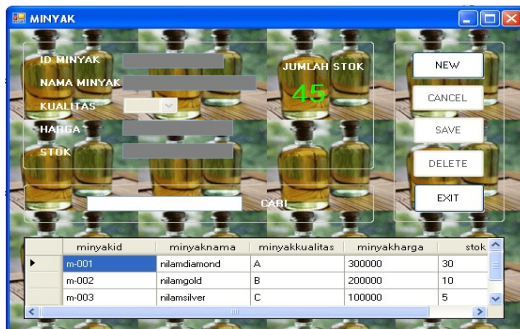 MINYAK
ID MINYAK
NAMA MINYAK
KUALITAS
HARGA
STOK
JUMLAH STOK
45
CARI
NEW
CANCEL
SAVE
DELETE
EXIT
minyakid minyaknama minyakkualitas minyakharga stok
m-001 nilamdiamond A 300000 30
m-002 nilamgold B 200000 10
m-003 nilamsilver C 100000 5